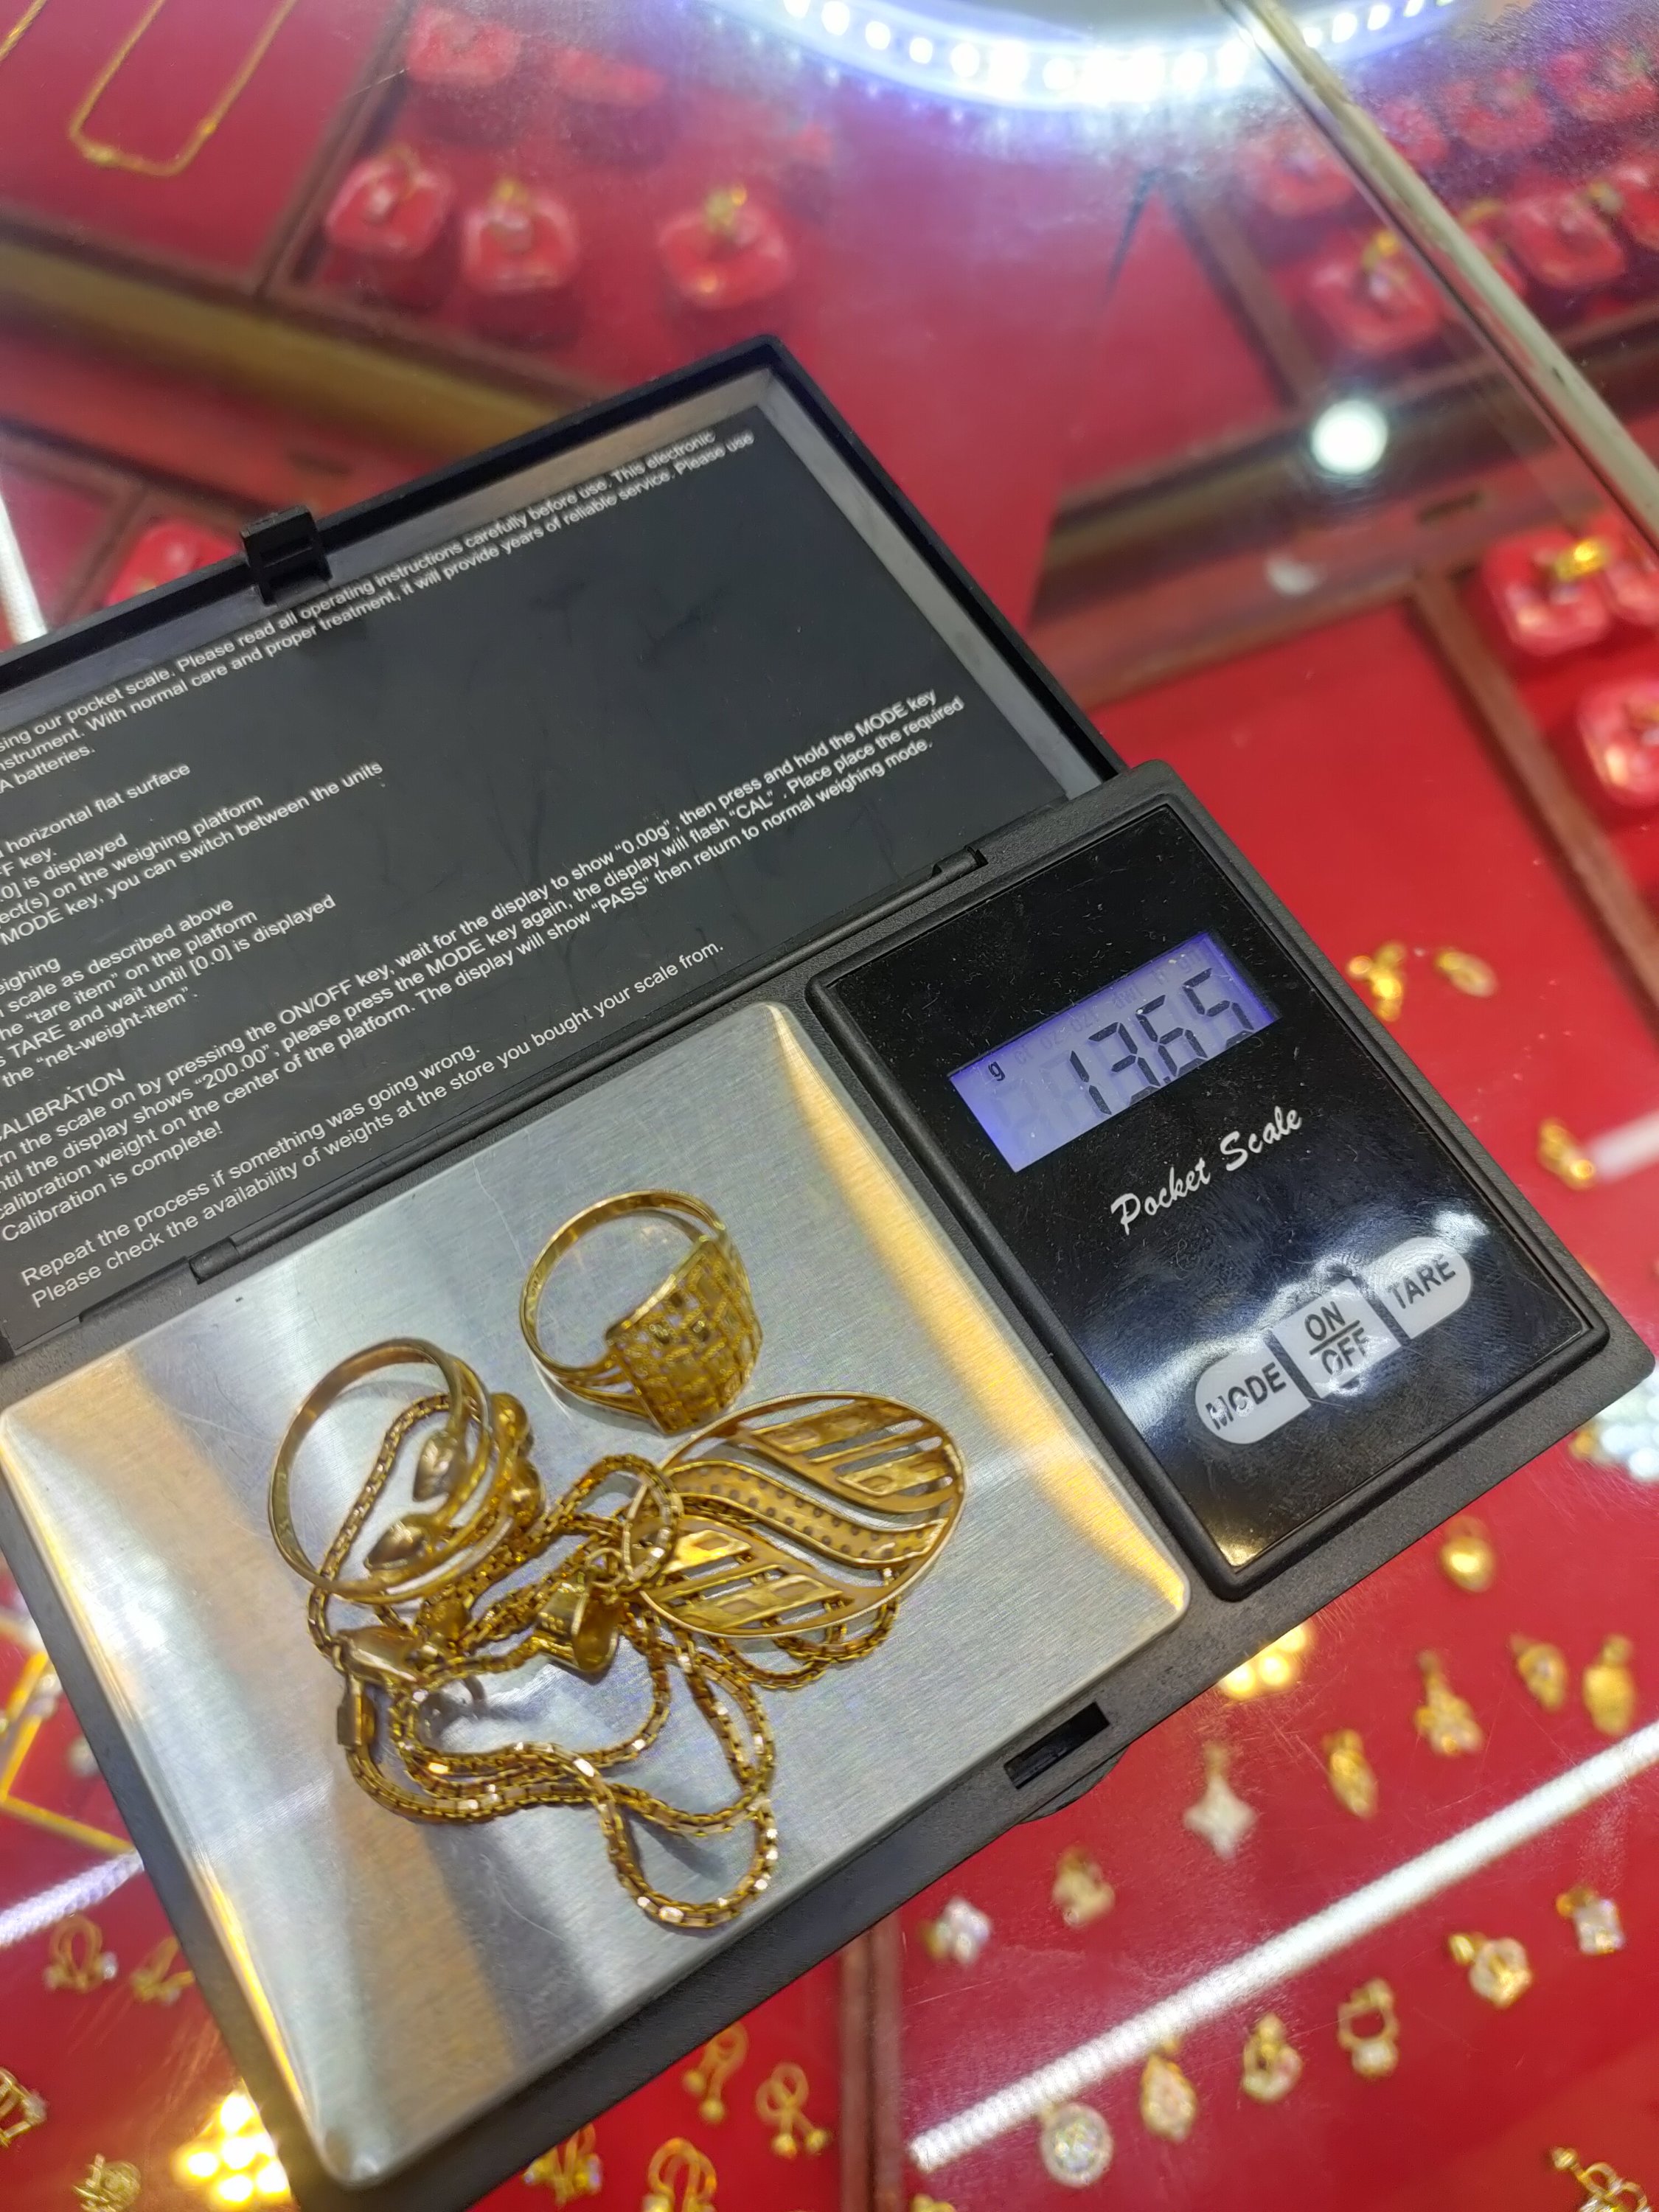 sing our pocket scale. Please read all operating instructions carefully before use. This electronic
nstrument. With normal care and proper treatment, it will provide years of reliable service. Please use
A batteries.
horizontal flat surface
F key.
.0] is displayed
ect(s) on the weighing platform
MODE key, you can switch between the units
eighing
scale as described above
he "tare item" on the platform
s TARE and wait until [0.0] is displayed
the "net-weight-item".
CALIBRATION
rn the scale on by pressing the ON/OFF key, wait for the display to show "0.00g", then press and hold the MODE key
ntil the display shows "200.00", please press the MODE key again, the display will flash "CAL" . Place place the required
calibration weight on the center of the platform. The display will show "PASS" then return to normal weighing mode.
Calibration is complete!
Repeat the process if something was going wrong.
Please check the availability of weights at the store you bought your scale from.
g 13.65
Pocket Scale
MODE ON OFF TARE